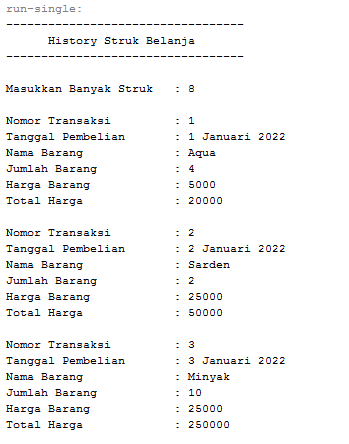 run-single:
----------------------------------
History Struk Belanja
----------------------------------
Masukkan Banyak Struk : 8
Nomor Transaksi : 1
Tanggal Pembelian : 1 Januari 2022
Nama Barang : Aqua
Jumlah Barang : 4
Harga Barang : 5000
Total Harga : 20000
Nomor Transaksi : 2
Tanggal Pembelian : 2 Januari 2022
Nama Barang : Sarden
Jumlah Barang : 2
Harga Barang : 25000
Total Harga : 50000
Nomor Transaksi : 3
Tanggal Pembelian : 3 Januari 2022
Nama Barang : Minyak
Jumlah Barang : 10
Harga Barang : 25000
Total Harga : 250000